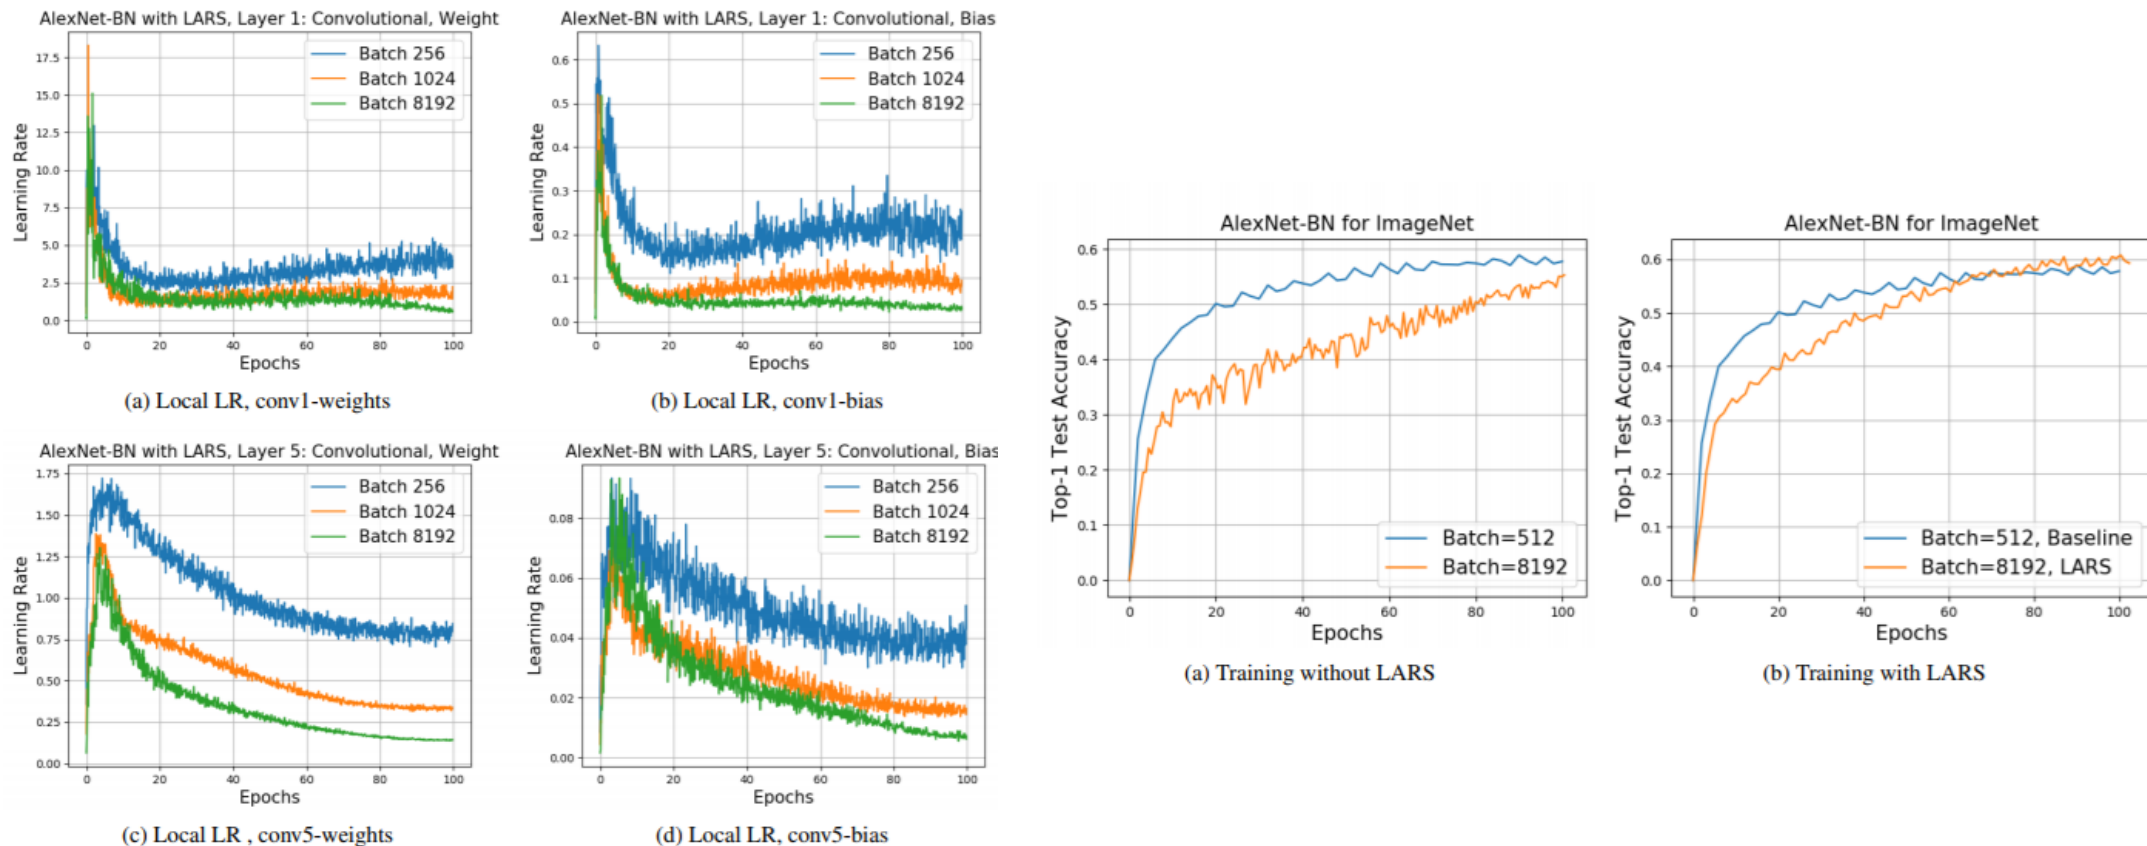 AlexNet-BN with LARS, Layer 1: Convolutional, Weight
17.5
15.0
12.5
10.0
7.5
5.0
2.5
0.0
Learning Rate
Batch 256
Batch 1024
Batch 8192
0 20 40 60 80 100
Epochs
(a) Local LR, conv1-weights
AlexNet-BN with LARS, Layer 1: Convolutional, Bias
0.6
0.5
0.4
0.3
0.2
0.1
0.0
Learning Rate
Batch 256
Batch 1024
Batch 8192
0 20 40 60 80 100
Epochs
(b) Local LR, conv1-bias
AlexNet-BN with LARS, Layer 5: Convolutional, Weight
1.75
1.50
1.25
1.00
0.75
0.50
0.25
0.00
Learning Rate
Batch 256
Batch 1024
Batch 8192
0 20 40 60 80 100
Epochs
(c) Local LR , conv5-weights
AlexNet-BN with LARS, Layer 5: Convolutional, Bias
0.08
0.06
0.04
0.02
0.00
Learning Rate
Batch 256
Batch 1024
Batch 8192
0 20 40 60 80 100
Epochs
(d) Local LR, conv5-bias
AlexNet-BN for ImageNet
0.6
0.5
0.4
0.3
0.2
0.1
0.0
Top-1 Test Accuracy
Batch=512
Batch=8192
0 20 40 60 80 100
Epochs
(a) Training without LARS
AlexNet-BN for ImageNet
0.6
0.5
0.4
0.3
0.2
0.1
0.0
Top-1 Test Accuracy
Batch=512, Baseline
Batch=8192, LARS
0 20 40 60 80 100
Epochs
(b) Training with LARS